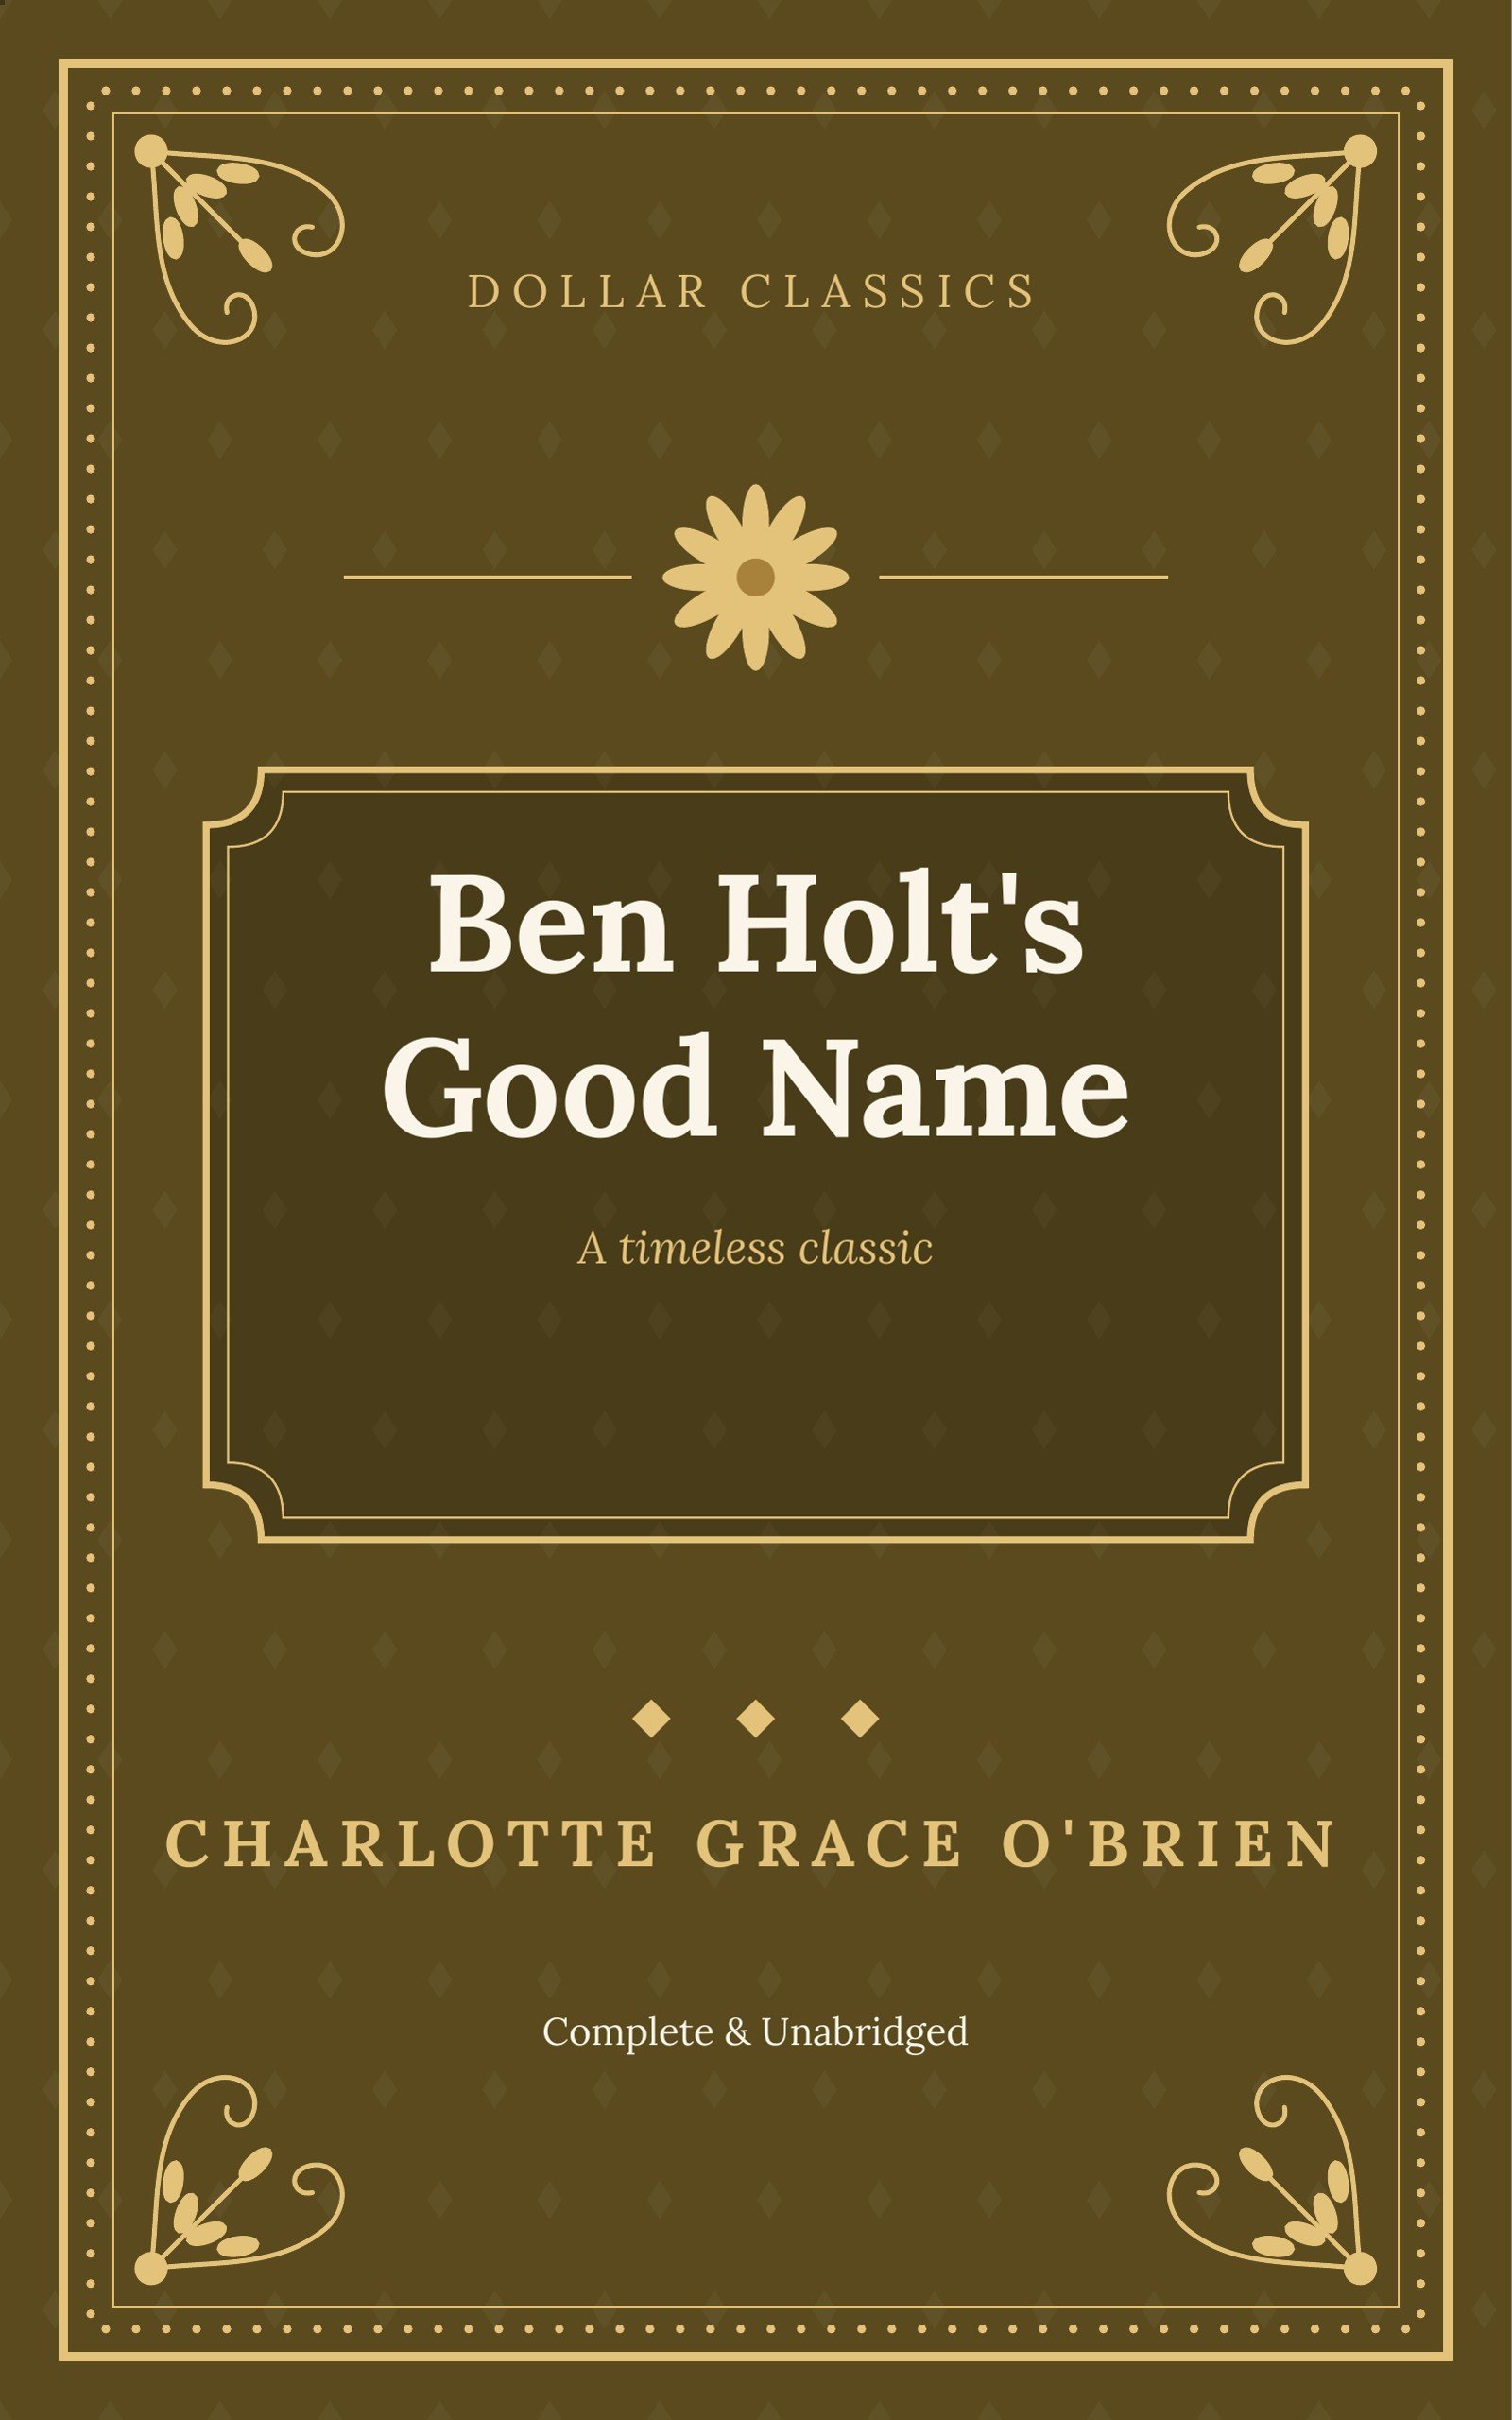 DOLLAR CLASSICS
Ben Holt's
Good Name
A timeless classic
CHARLOTTE GRACE O'BRIEN
Complete & Unabridged